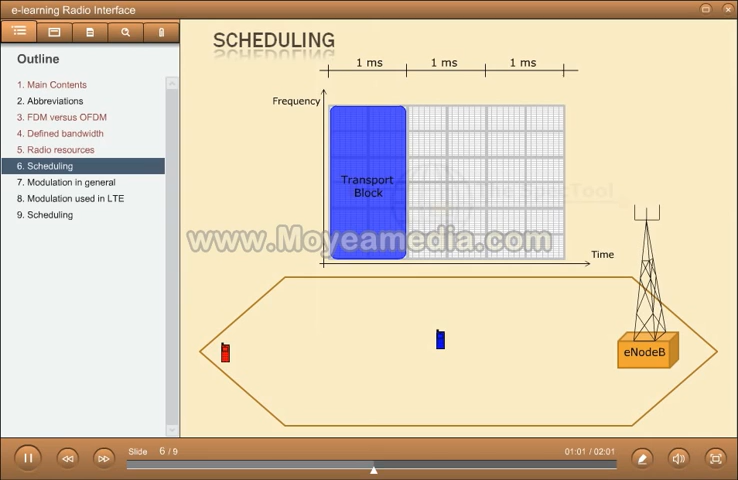 e-learning Radio Interface
Outline
1. Main Contents
2. Abbreviations
3. FDM versus OFDM
4. Defined bandwidth
5. Radio resources
6. Scheduling
7. Modulation in general
8. Modulation used in LTE
9. Scheduling
SCHEDULING
1 ms 1 ms 1 ms
Frequency
Transport
Block
The SpecTool
www.Moyeamedia.com
Time
eNodeB
Slide 6 / 9
01:01 / 02:01